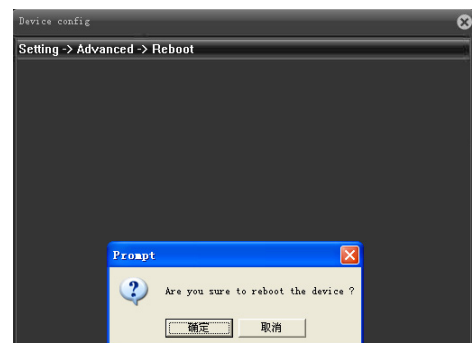 Device config
Setting -> Advanced -> Reboot
Prompt
Are you sure to reboot the device ?
确定 取消